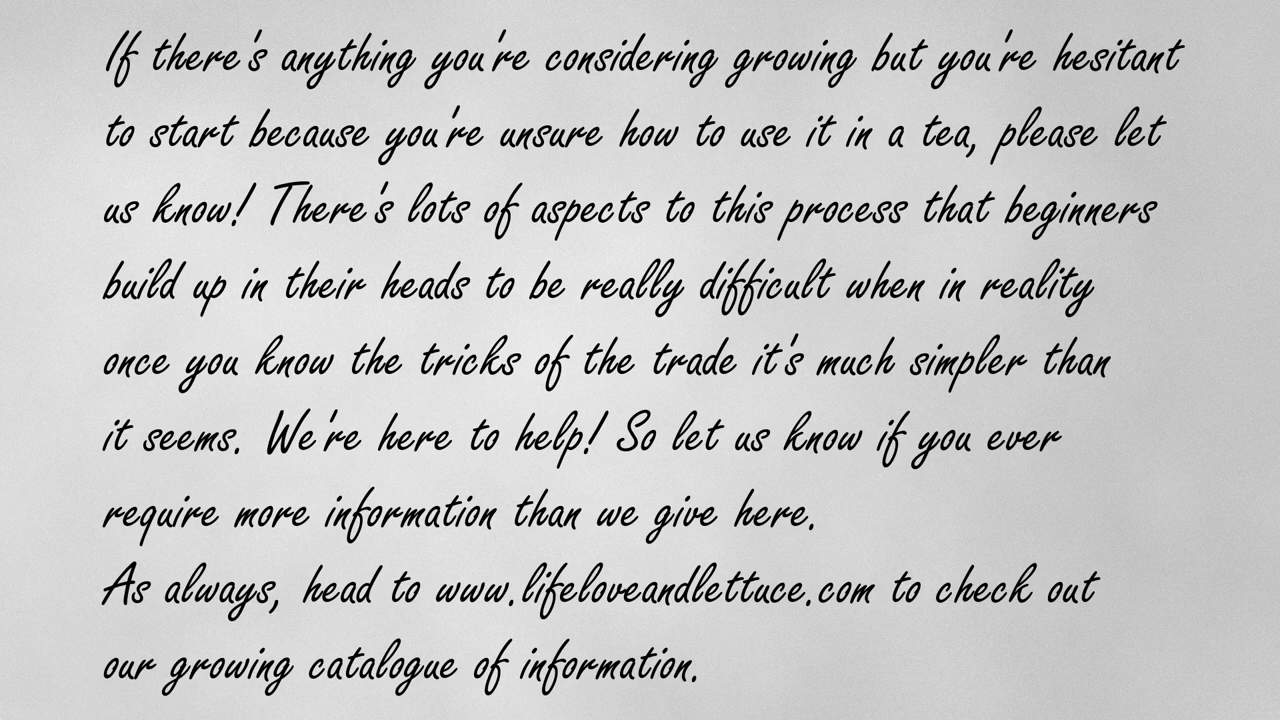 If there's anything you're considering growing but you're hesitant
to start because you're unsure how to use it in a tea, please let
us know! There's lots of aspects to this process that beginners
build up in their heads to be really difficult when in reality
once you know the tricks of the trade it's much simpler than
it seems. We're here to help! So let us know if you ever
require more information than we give here.
As always, head to www.lifeloveandlettuce.com to check out
our growing catalogue of information.